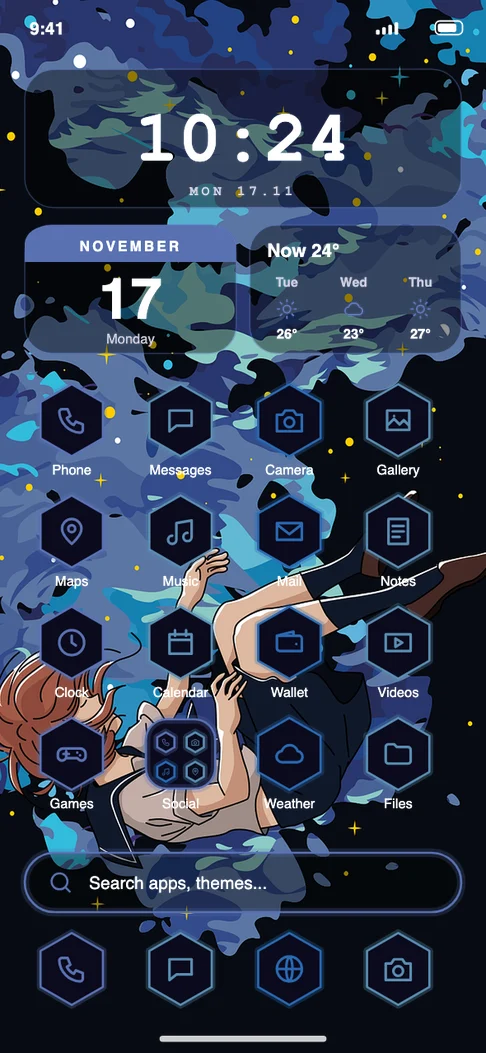 9:41
10:24
MON 17.11
NOVEMBER
17
Monday
Now 24°
Tue Wed Thu
26° 23° 27°
Phone Messages Camera Gallery
Maps Music Mail Notes
Clock Calendar Wallet Videos
Games Social Weather Files
Search apps, themes...